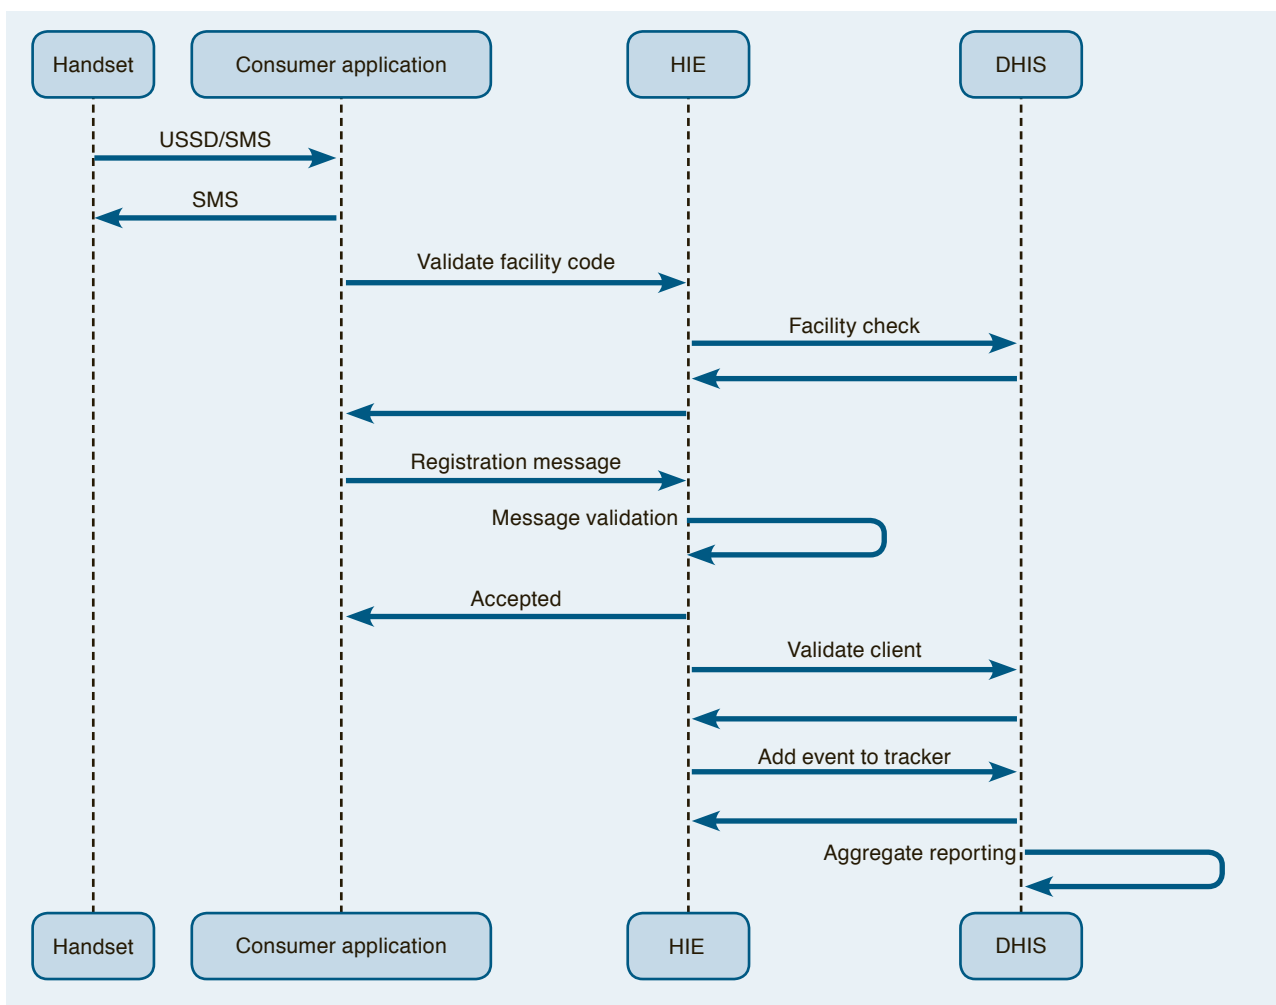 Handset
Consumer application
HIE
DHIS
USSD/SMS
SMS
Validate facility code
Facility check
Registration message
Message validation
Accepted
Validate client
Add event to tracker
Aggregate reporting
Handset
Consumer application
HIE
DHIS